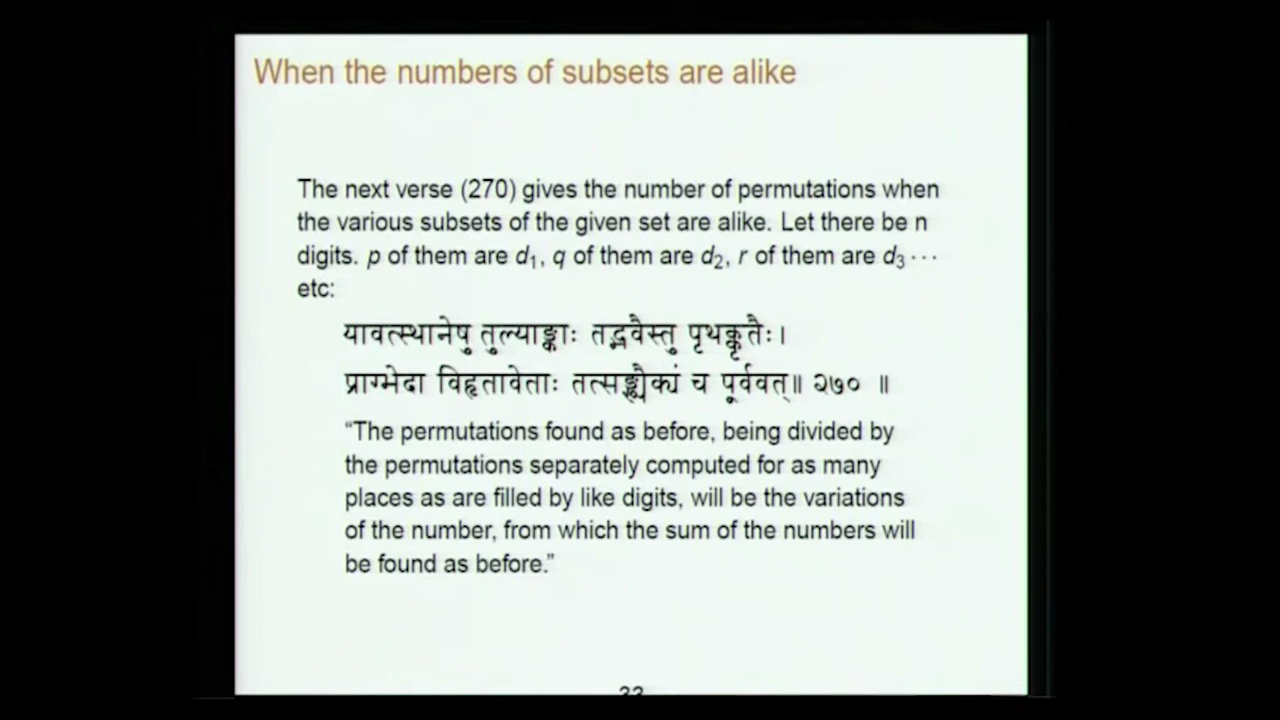 When the numbers of subsets are alike
The next verse (270) gives the number of permutations when
the various subsets of the given set are alike. Let there be n
digits. p of them are d₁, q of them are d₂, r of them are d₃ ···
etc:
यावत्स्थानेषु तुल्याङ्काः तद्भवैस्तु पृथक्कृतैः।
प्राग्भेदा विहृतावेताः तत्सङ्ख्यैक्यं च पूर्ववत्॥ २७० ॥
“The permutations found as before, being divided by
the permutations separately computed for as many
places as are filled by like digits, will be the variations
of the number, from which the sum of the numbers will
be found as before.”